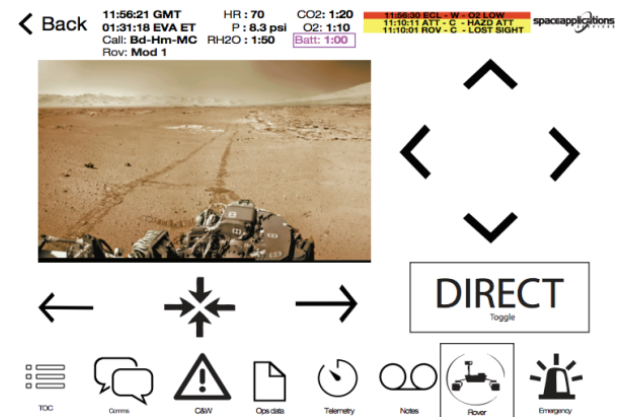 Back
11:56:21 GMT
01:31:18 EVA ET
Call: Bd-Hm-MC
Rov: Mod 1
HR : 70
P : 8.3 psi
RH2O : 1:50
CO2: 1:20
O2: 1:10
Batt: 1:00
11:56:30 ECL - W - O2 LOW
11:10:11 ATT - C - HAZD ATT
11:10:01 ROV - C - LOST SIGHT
spaceapplications
DIRECT
Toggle
TOC
Comms
C&W
Ops data
Telemetry
Notes
Rover
Emergency